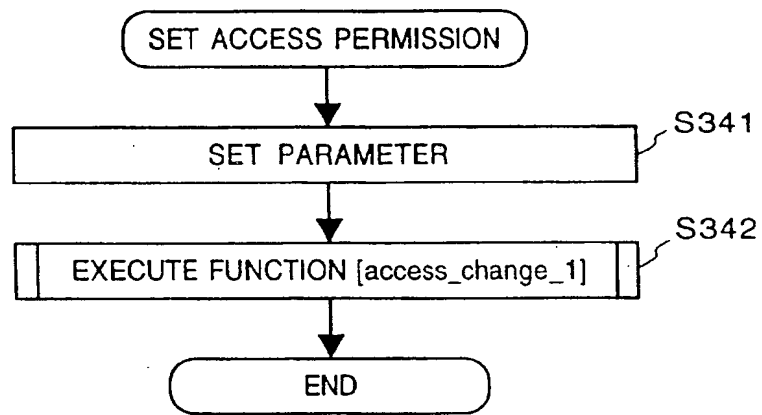 SET ACCESS PERMISSION
S341
SET PARAMETER
S342
EXECUTE FUNCTION [access_change_1]
END